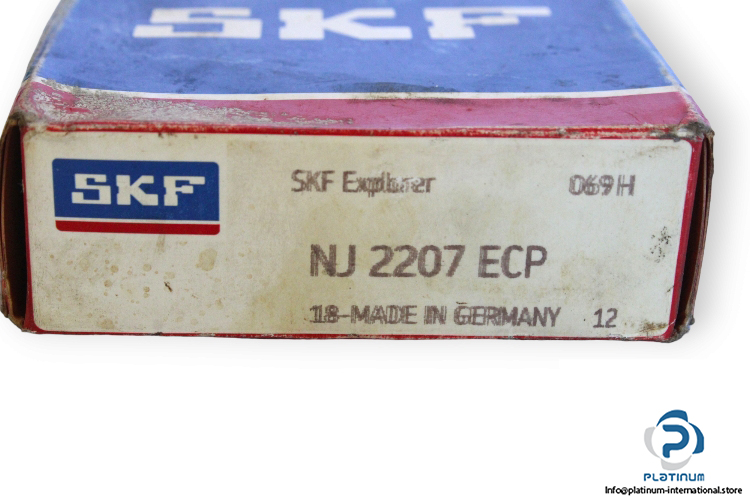 SKF
SKF
SKF Explorer 069H
NJ 2207 ECP
18-MADE IN GERMANY 12
PLATINUM
Info@platinum-international.store